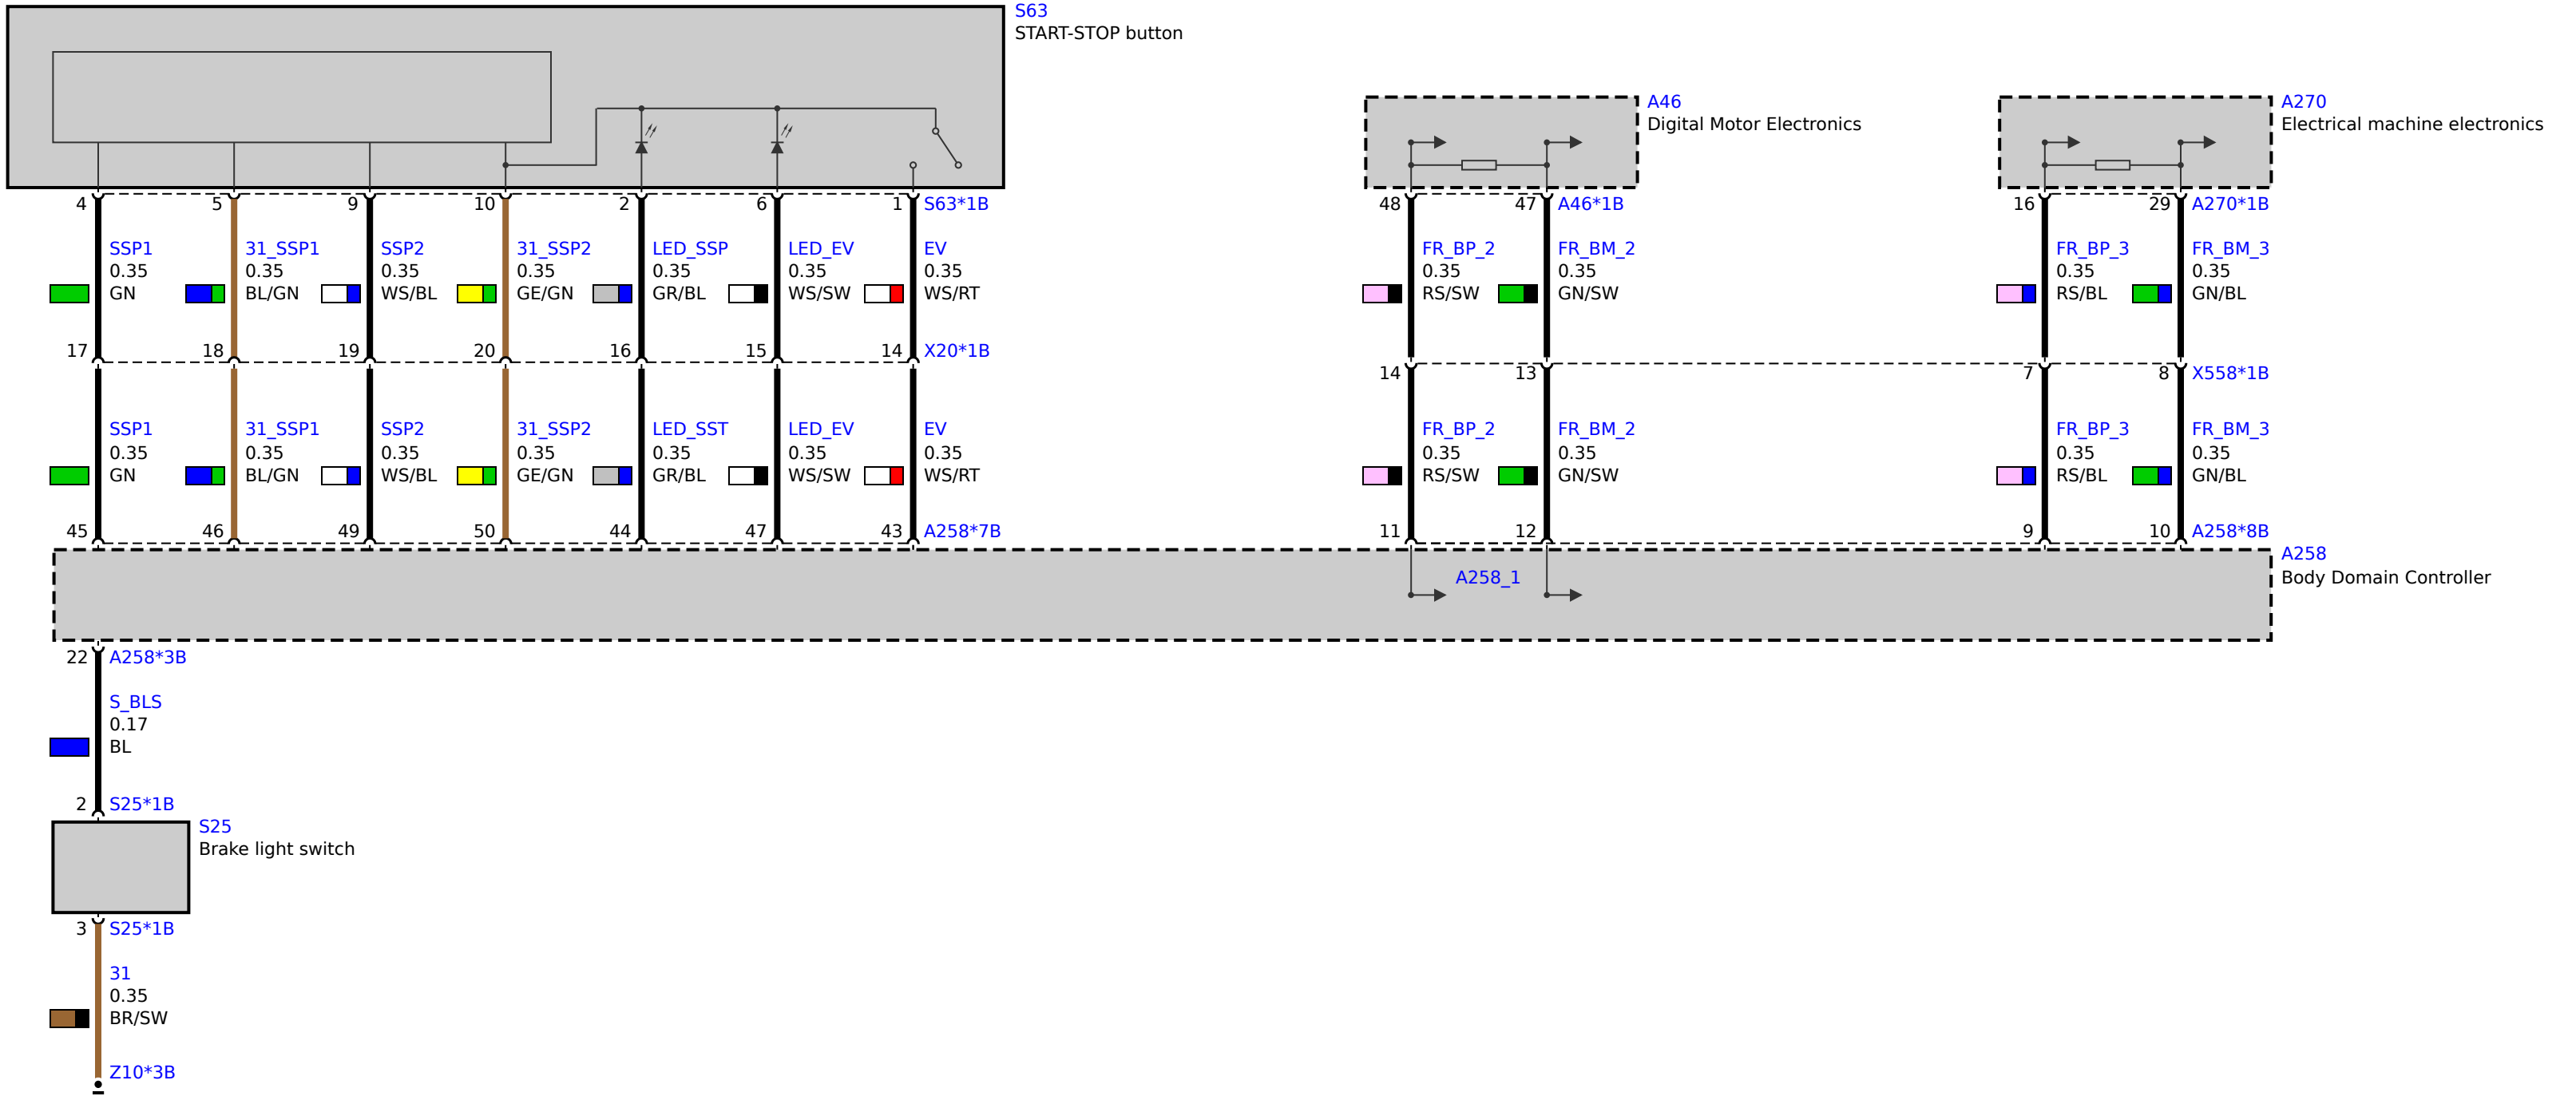 S63
START-STOP button
A46
Digital Motor Electronics
A270
Electrical machine electronics
4 5 9 10 2 6 1 S63*1B 48 47 A46*1B 16 29 A270*1B
SSP1 31_SSP1 SSP2 31_SSP2 LED_SSP LED_EV EV FR_BP_2 FR_BM_2 FR_BP_3 FR_BM_3
0.35 0.35 0.35 0.35 0.35 0.35 0.35 0.35 0.35 0.35 0.35
GN BL/GN WS/BL GE/GN GR/BL WS/SW WS/RT RS/SW GN/SW RS/BL GN/BL
17 18 19 20 16 15 14 X20*1B
14 13 7 8 X558*1B
SSP1 31_SSP1 SSP2 31_SSP2 LED_SST LED_EV EV FR_BP_2 FR_BM_2 FR_BP_3 FR_BM_3
0.35 0.35 0.35 0.35 0.35 0.35 0.35 0.35 0.35 0.35 0.35
GN BL/GN WS/BL GE/GN GR/BL WS/SW WS/RT RS/SW GN/SW RS/BL GN/BL
45 46 49 50 44 47 43 A258*7B 11 12 9 10 A258*8B
A258
A258_1 Body Domain Controller
22 A258*3B
S_BLS
0.17
BL
2 S25*1B
S25
Brake light switch
3 S25*1B
31
0.35
BR/SW
Z10*3B